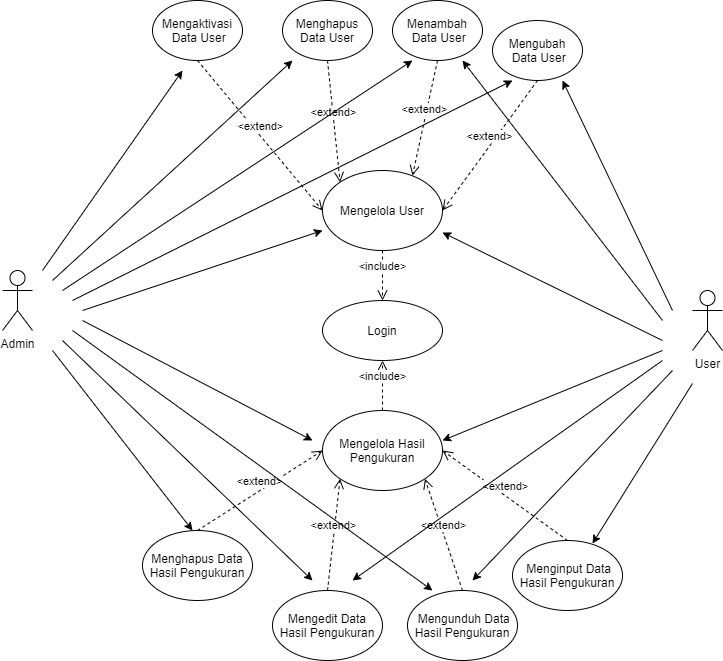 Mengaktivasi
Data User
Menghapus
Data User
Menambah
Data User
Mengubah
Data User
<extend>
<extend>
<extend>
<extend>
Mengelola User
<include>
Login
Admin
User
<include>
Mengelola Hasil
Pengukuran
<extend>
<extend>
<extend>
<extend>
Menghapus Data
Hasil Pengukuran
Mengedit Data
Hasil Pengukuran
Mengunduh Data
Hasil Pengukuran
Menginput Data
Hasil Pengukuran